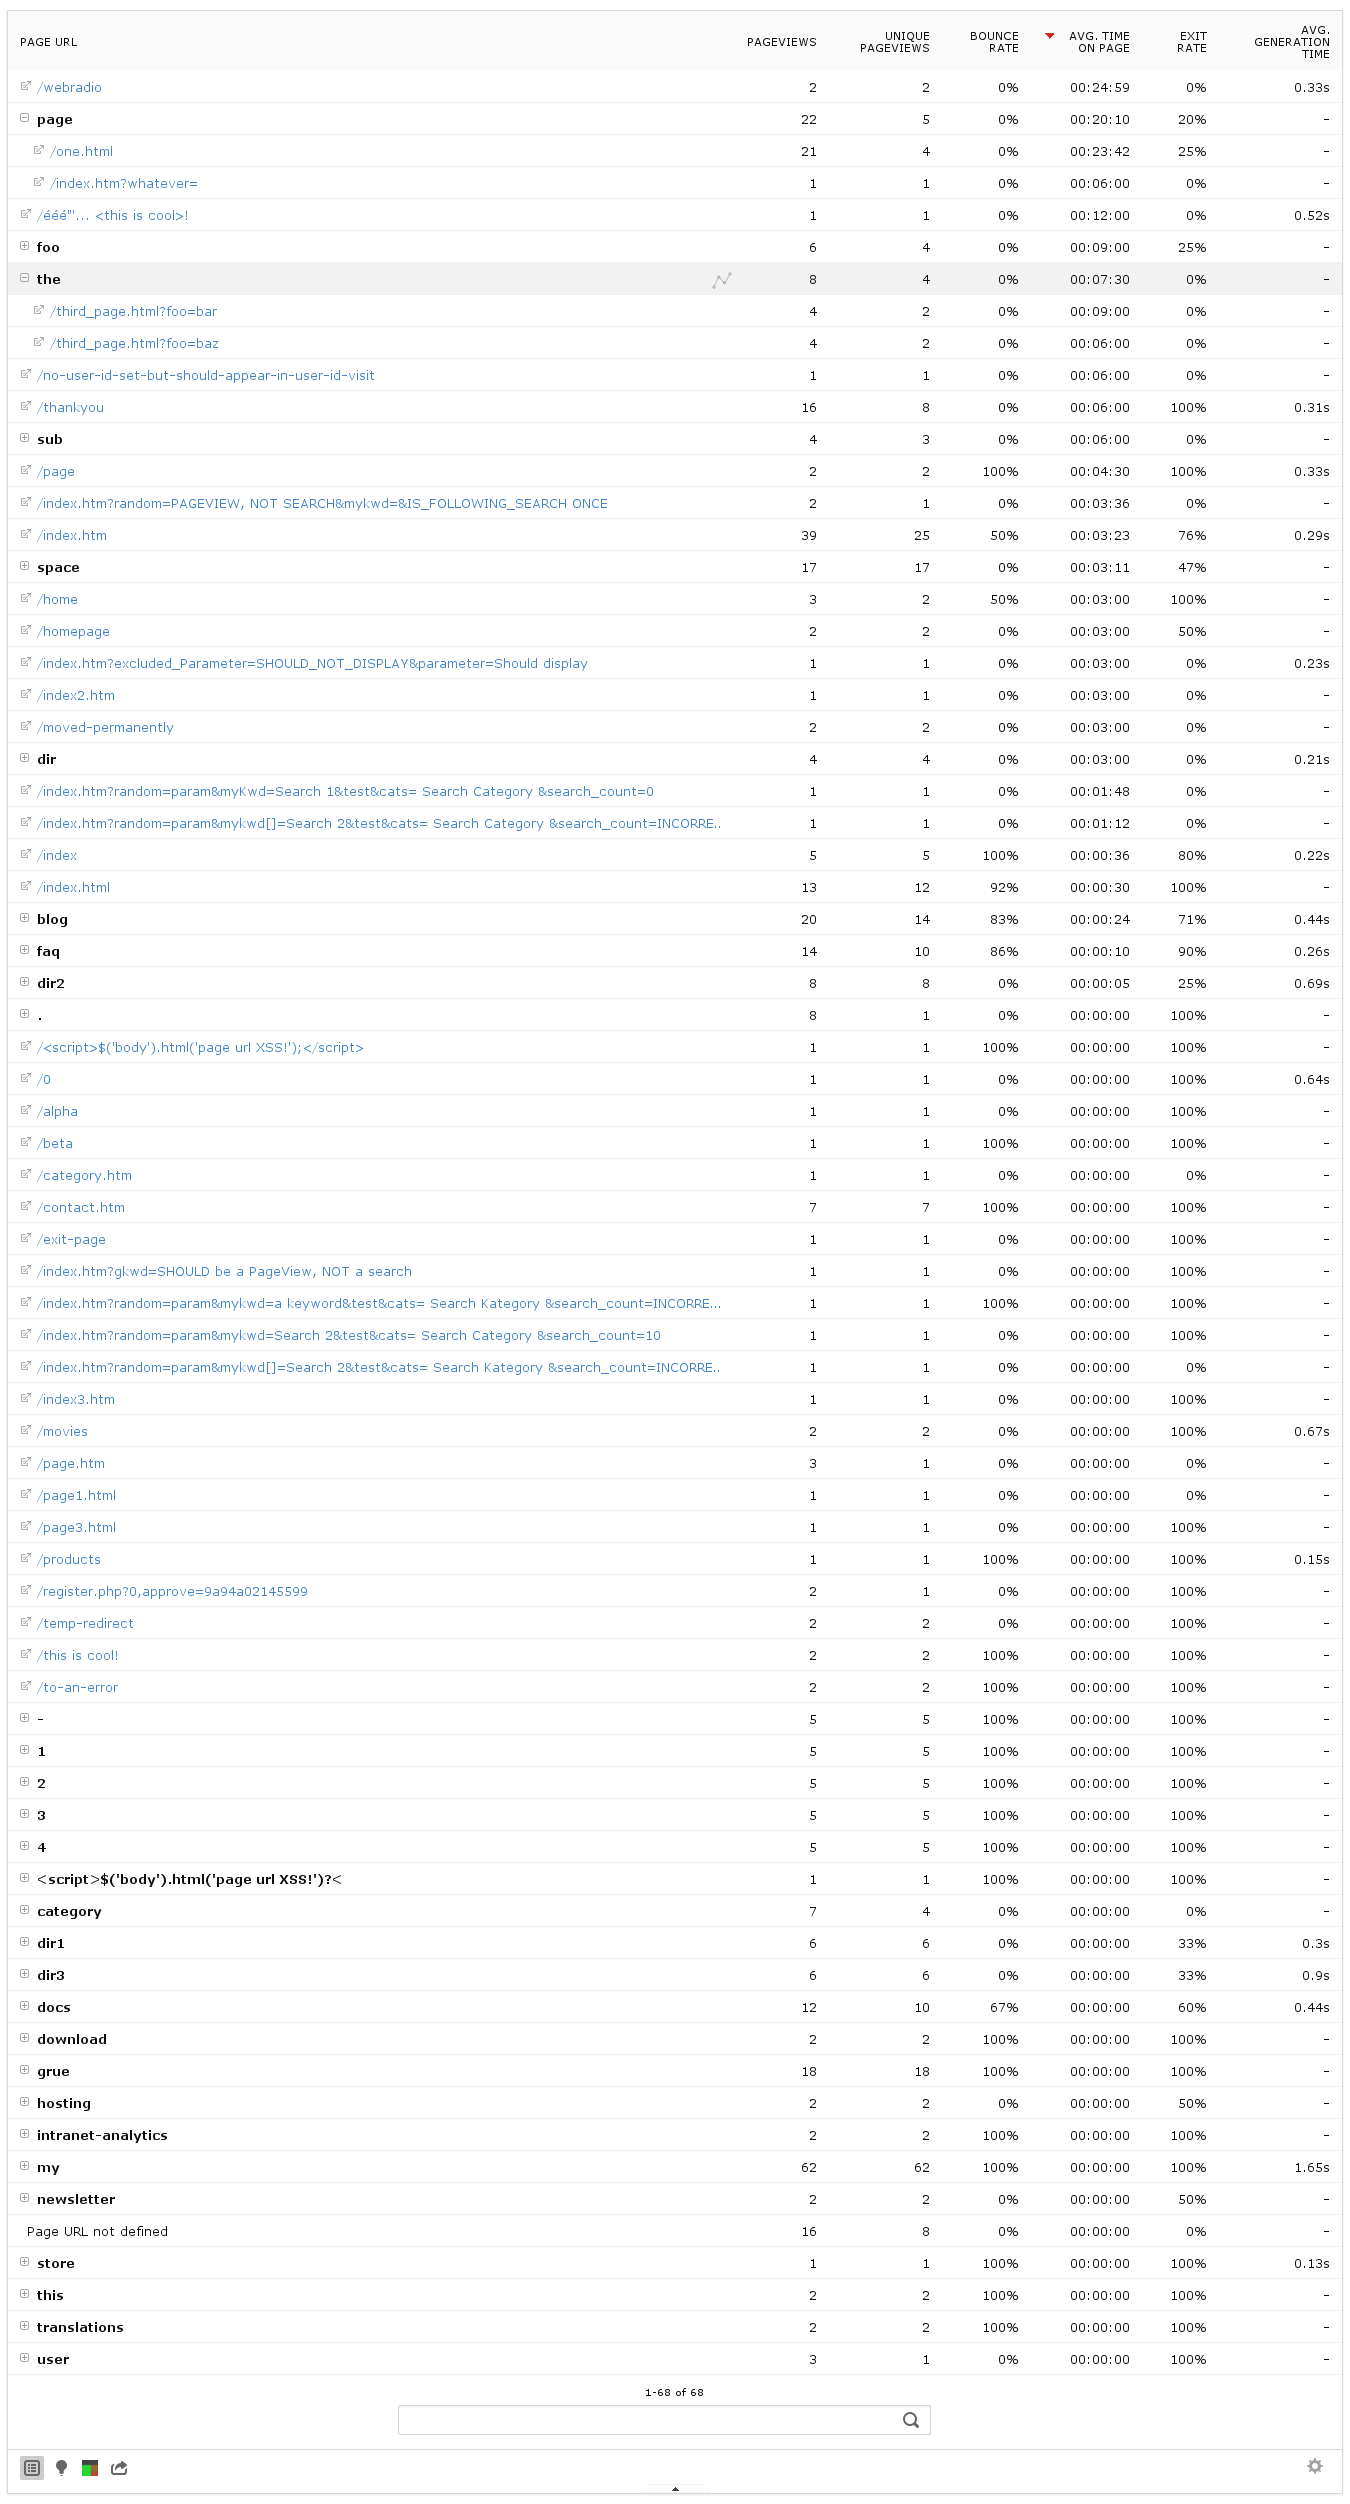 PAGE URL PAGEVIEWS UNIQUE PAGEVIEWS BOUNCE RATE AVG. TIME ON PAGE EXIT RATE AVG. GENERATION TIME
/webradio 2 2 0% 00:24:59 0% 0.33s
page 22 5 0% 00:20:10 20% -
/one.html 21 4 0% 00:23:42 25% -
/index.htm?whatever= 1 1 0% 00:06:00 0% -
/ééé"'... <this is cool>! 1 1 0% 00:12:00 0% 0.52s
foo 6 4 0% 00:09:00 25% -
the 8 4 0% 00:07:30 0% -
/third_page.html?foo=bar 4 2 0% 00:09:00 0% -
/third_page.html?foo=baz 4 2 0% 00:06:00 0% -
/no-user-id-set-but-should-appear-in-user-id-visit 1 1 0% 00:06:00 0% -
/thankyou 16 8 0% 00:06:00 100% 0.31s
sub 4 3 0% 00:06:00 0% -
/page 2 2 100% 00:04:30 100% 0.33s
/index.htm?random=PAGEVIEW, NOT SEARCH&mykwd=&IS_FOLLOWING_SEARCH ONCE 2 1 0% 00:03:36 0% -
/index.htm 39 25 50% 00:03:23 76% 0.29s
space 17 17 0% 00:03:11 47% -
/home 3 2 50% 00:03:00 100% -
/homepage 2 2 0% 00:03:00 50% -
/index.htm?excluded_Parameter=SHOULD_NOT_DISPLAY&parameter=Should display 1 1 0% 00:03:00 0% 0.23s
/index2.htm 1 1 0% 00:03:00 0% -
/moved-permanently 2 2 0% 00:03:00 0% -
dir 4 4 0% 00:03:00 0% 0.21s
/index.htm?random=param&myKwd=Search 1&test&cats= Search Category &search_count=0 1 1 0% 00:01:48 0% -
/index.htm?random=param&mykwd[]=Search 2&test&cats= Search Category &search_count=INCORRE.. 1 1 0% 00:01:12 0% -
/index 5 5 100% 00:00:36 80% 0.22s
/index.html 13 12 92% 00:00:30 100% -
blog 20 14 83% 00:00:24 71% 0.44s
faq 14 10 86% 00:00:10 90% 0.26s
dir2 8 8 0% 00:00:05 25% 0.69s
. 8 1 0% 00:00:00 100% -
/<script>$('body').html('page url XSS!');</script> 1 1 100% 00:00:00 100% -
/0 1 1 0% 00:00:00 100% 0.64s
/alpha 1 1 0% 00:00:00 100% -
/beta 1 1 100% 00:00:00 100% -
/category.htm 1 1 0% 00:00:00 0% -
/contact.htm 7 7 100% 00:00:00 100% -
/exit-page 1 1 0% 00:00:00 100% -
/index.htm?gkwd=SHOULD be a PageView, NOT a search 1 1 0% 00:00:00 100% -
/index.htm?random=param&mykwd=a keyword&test&cats= Search Kategory &search_count=INCORRE... 1 1 100% 00:00:00 100% -
/index.htm?random=param&mykwd=Search 2&test&cats= Search Category &search_count=10 1 1 0% 00:00:00 100% -
/index.htm?random=param&mykwd[]=Search 2&test&cats= Search Kategory &search_count=INCORRE.. 1 1 0% 00:00:00 0% -
/index3.htm 1 1 0% 00:00:00 100% -
/movies 2 2 0% 00:00:00 100% 0.67s
/page.htm 3 1 0% 00:00:00 0% -
/page1.html 1 1 0% 00:00:00 0% -
/page3.html 1 1 0% 00:00:00 100% -
/products 1 1 100% 00:00:00 100% 0.15s
/register.php?0,approve=9a94a02145599 2 1 0% 00:00:00 100% -
/temp-redirect 2 2 0% 00:00:00 100% -
/this is cool! 2 2 100% 00:00:00 100% -
/to-an-error 2 2 100% 00:00:00 100% -
- 5 5 100% 00:00:00 100% -
1 5 5 100% 00:00:00 100% -
2 5 5 100% 00:00:00 100% -
3 5 5 100% 00:00:00 100% -
4 5 5 100% 00:00:00 100% -
<script>$('body').html('page url XSS!')?< 1 1 100% 00:00:00 100% -
category 7 4 0% 00:00:00 0% -
dir1 6 6 0% 00:00:00 33% 0.3s
dir3 6 6 0% 00:00:00 33% 0.9s
docs 12 10 67% 00:00:00 60% 0.44s
download 2 2 100% 00:00:00 100% -
grue 18 18 100% 00:00:00 100% -
hosting 2 2 0% 00:00:00 50% -
intranet-analytics 2 2 100% 00:00:00 100% -
my 62 62 100% 00:00:00 100% 1.65s
newsletter 2 2 0% 00:00:00 50% -
Page URL not defined 16 8 0% 00:00:00 0% -
store 1 1 100% 00:00:00 100% 0.13s
this 2 2 100% 00:00:00 100% -
translations 2 2 100% 00:00:00 100% -
user 3 1 0% 00:00:00 100% -
1-68 of 68